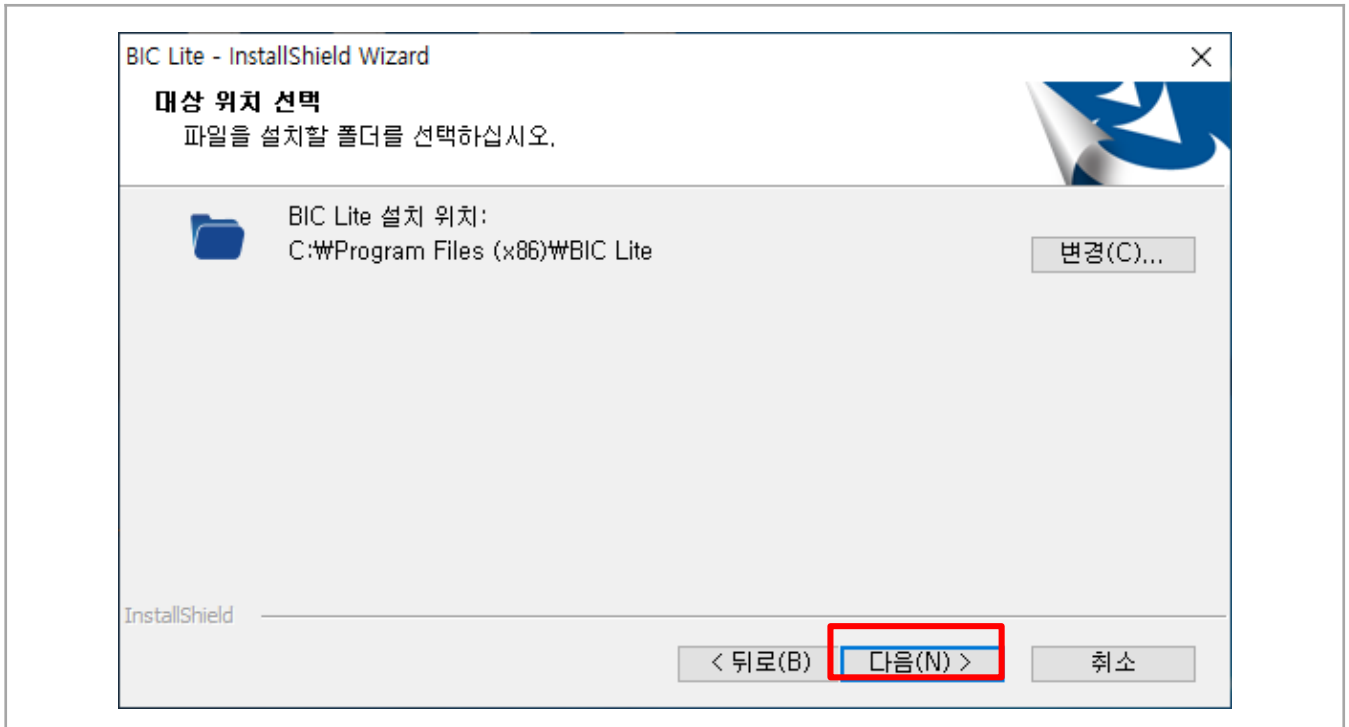 BIC Lite - InstallShield Wizard
대상 위치 선택
파일을 설치할 폴더를 선택하십시오.
BIC Lite 설치 위치:
C:₩Program Files (x86)₩BIC Lite
변경(C)...
InstallShield
< 뒤로(B) 다음(N) > 취소